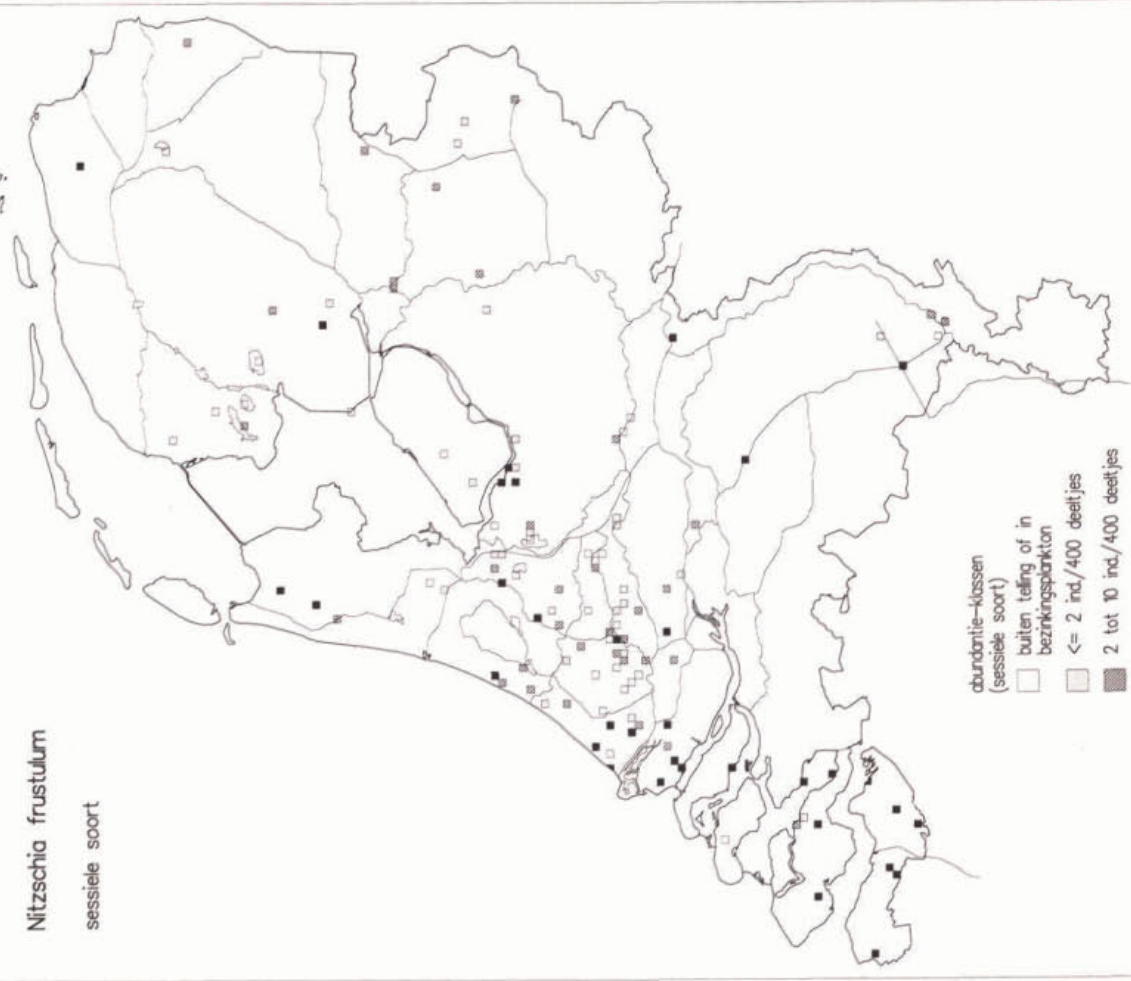 Nitzschia frustulum
sessiele soort
abundantie-klassen
(sessiele soort)
buiten telling of in
bezinkingsplankton
<= 2 ind./400 deeltjes
2 tot 10 ind./400 deeltjes